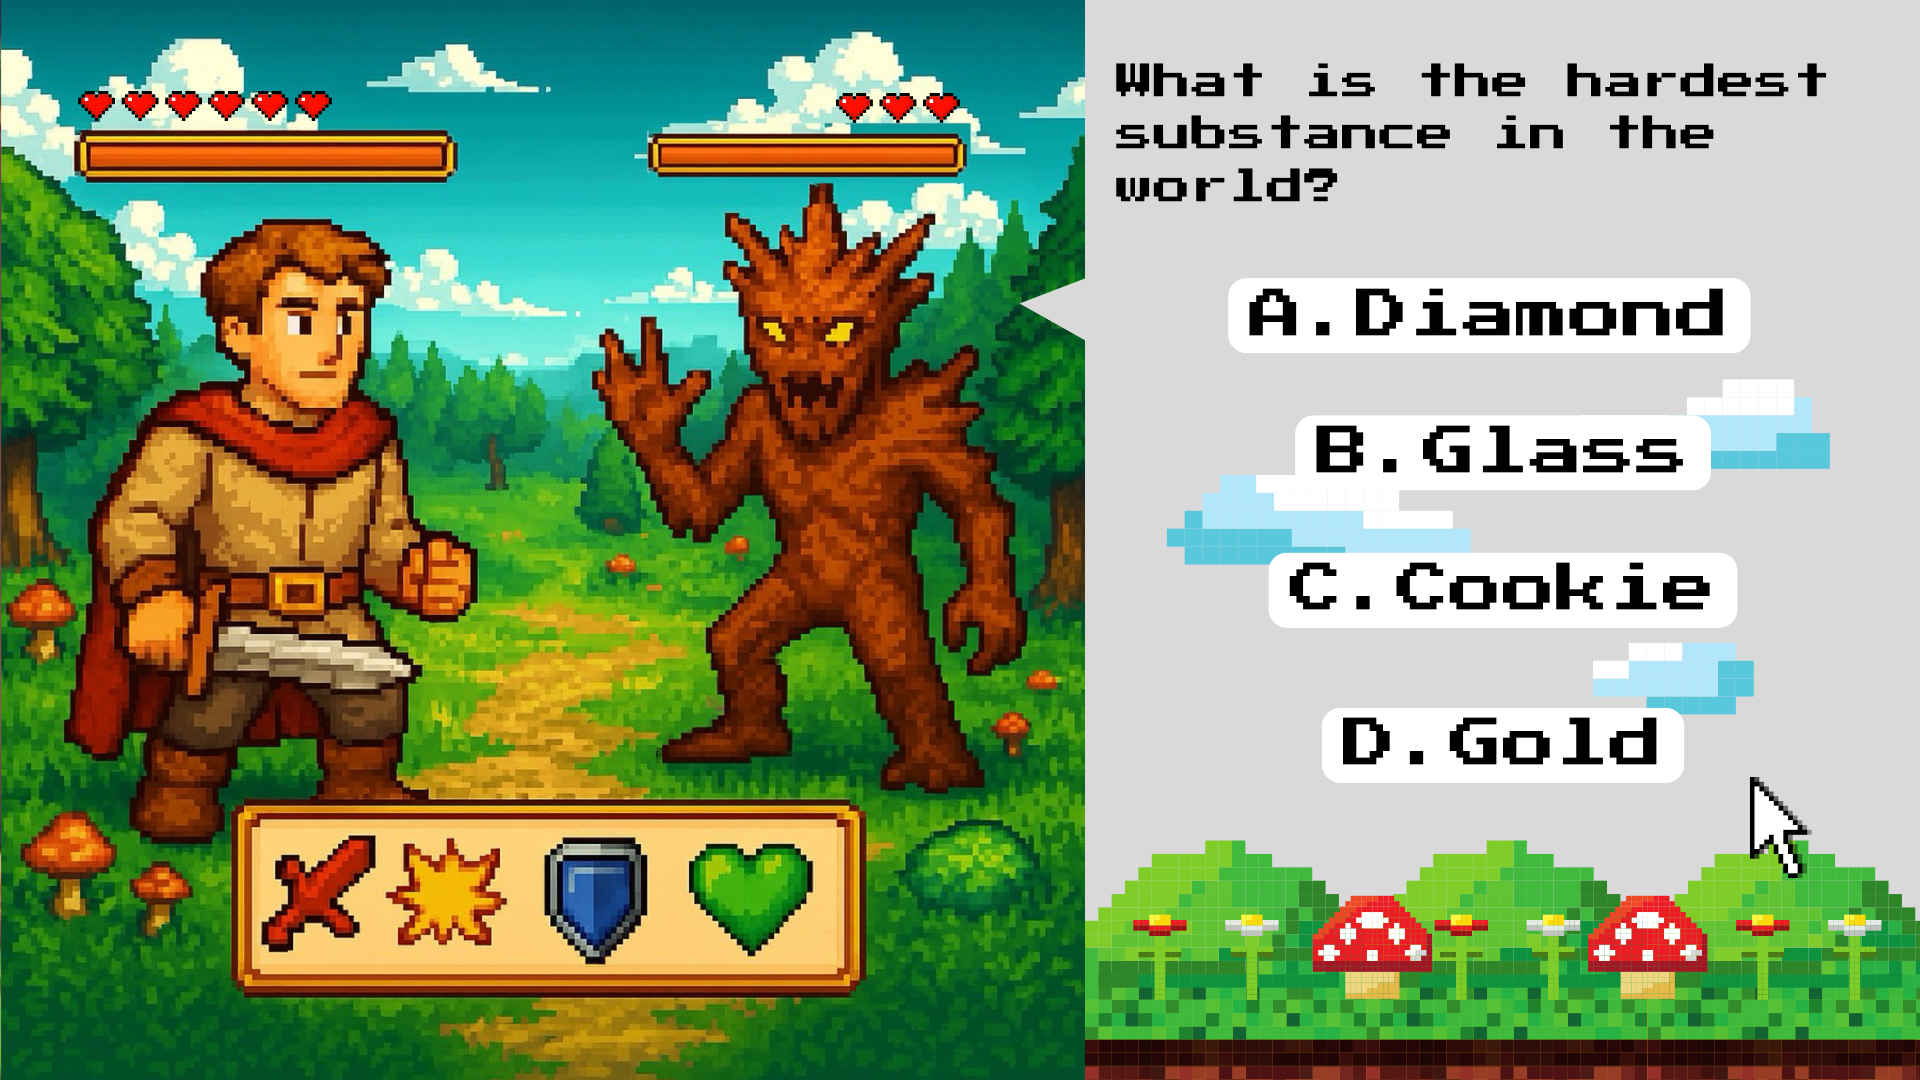 What is the hardest
substance in the
world?
A.Diamond
B.Glass
C.Cookie
D.Gold